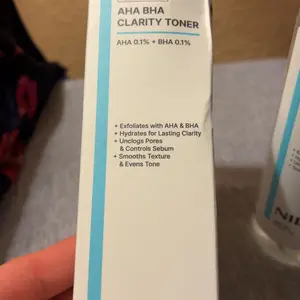 AHA BHA
CLARITY TONER
AHA 0.1% + BHA 0.1%
+ Exfoliates with AHA & BHA
+ Hydrates for Lasting Clarity
+ Unclogs Pores
& Controls Sebum
+ Smooths Texture
& Evens Tone